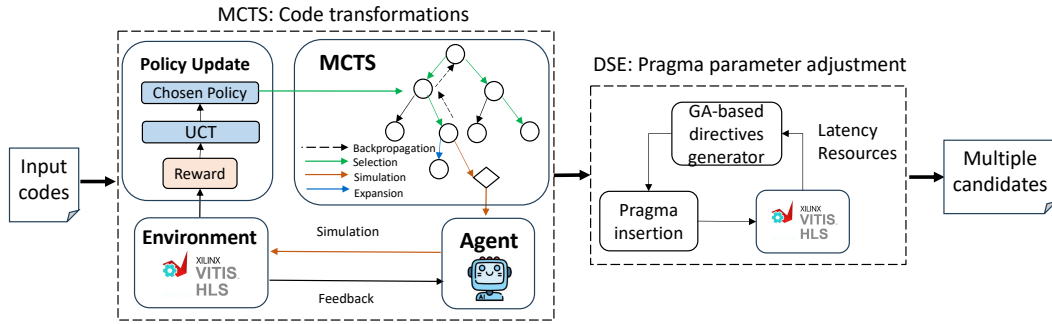 MCTS: Code transformations
Policy Update
Chosen Policy
UCT
Reward
MCTS
Backpropagation
Selection
Simulation
Expansion
Input
codes
Environment
XILINX
VITIS
HLS
Simulation
Feedback
Agent
AI
DSE: Pragma parameter adjustment
GA-based
directives
generator
Latency
Resources
Pragma
insertion
XILINX
VITIS
HLS
Multiple
candidates